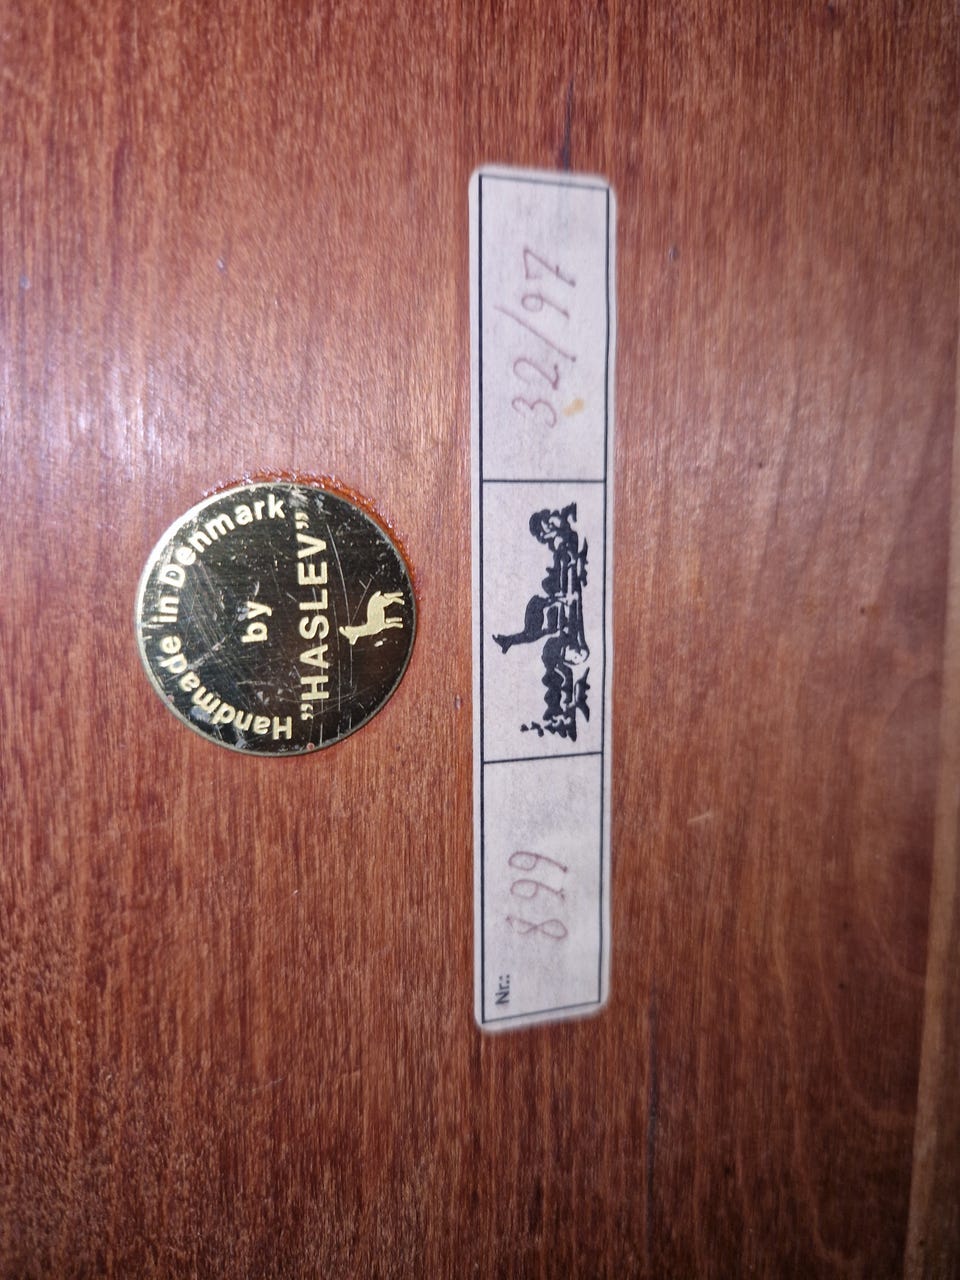 Handmade in Denmark
by
"HASLEV"
Nr.: 899
32/97